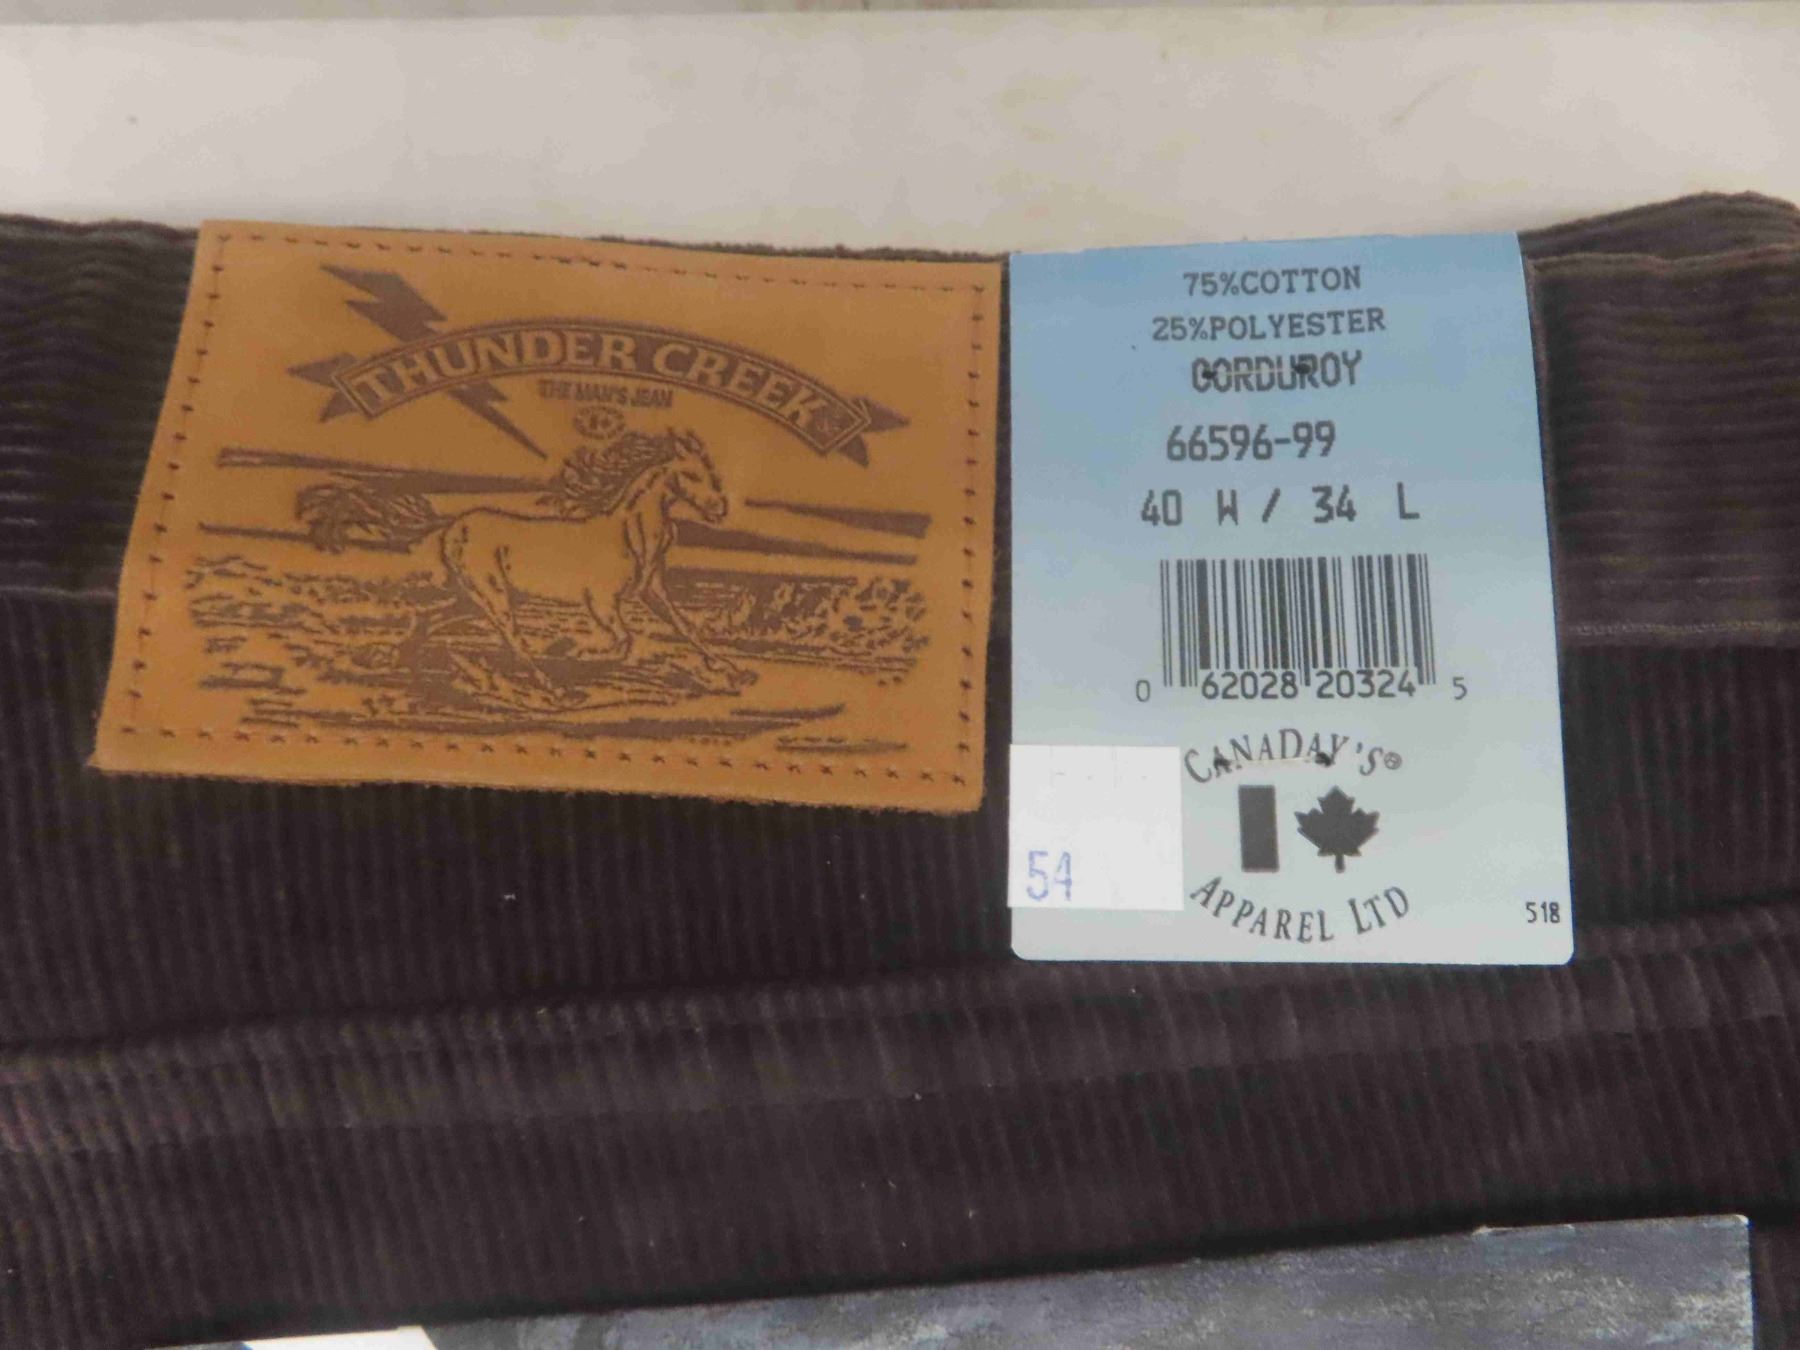 THUNDER CREEK
THE MAN'S JEAN
75%COTTON
25%POLYESTER
CORDUROY
66596-99
40 W / 34 L
0 62028 20324 5
CANADAY'S®
APPAREL LTD
54
518